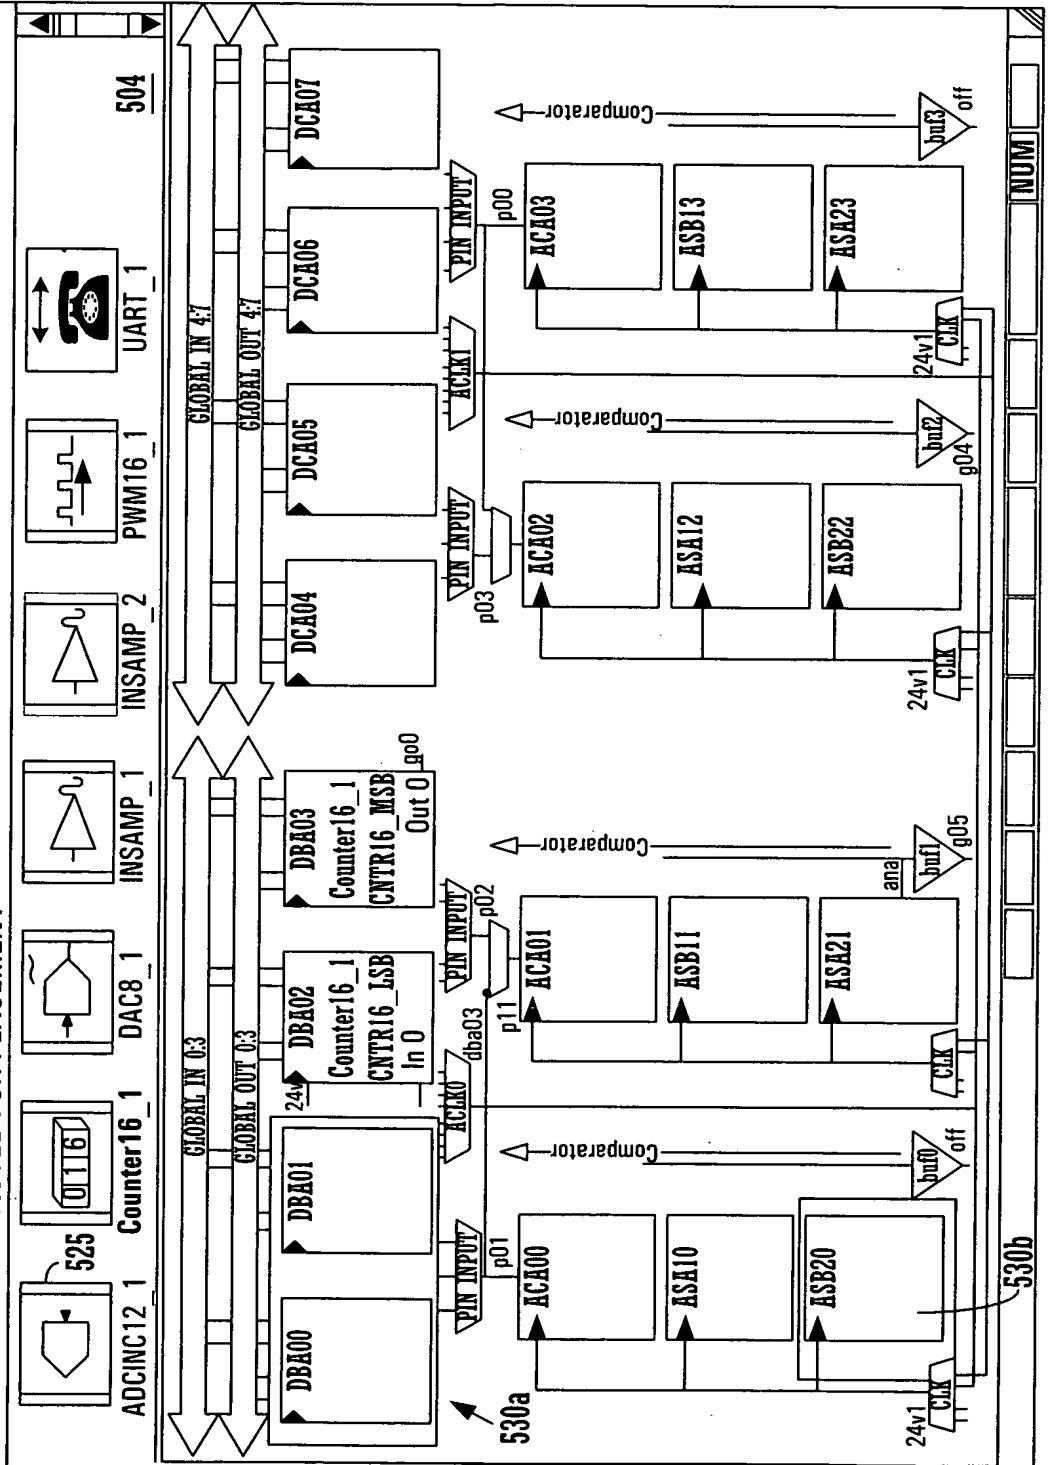 ADCINC12_1
Counter16_1
DAC8_1
INSAMP_1
INSAMP_2
PWM16_1
UART_1
525
0 1 6
504
GLOBAL IN 0:3
GLOBAL IN 4:7
GLOBAL OUT 0:3
GLOBAL OUT 4:7
DBA00
DBA01
DBA02
Counter16_1
CNTR16_LSB
In 0
24v
DBA03
Counter16_1
CNTR16_MSB
Out 0
go0
DCA04
DCA05
DCA06
DCA07
530a
PIN INPUT
ACLK0
PIN INPUT
PIN INPUT
ACLK1
PIN INPUT
p01
dba03
p11
p02
p03
p00
ACA00
ACA01
ACA02
ACA03
Comparator
Comparator
Comparator
Comparator
ASA10
ASB11
ASA12
ASB13
ASB20
ASA21
ASB22
ASA23
ana
24v1
CLK
buf0
off
CLK
buf1
g05
24v1
CLK
buf2
g04
24v1
CLK
buf3
off
530b
NUM